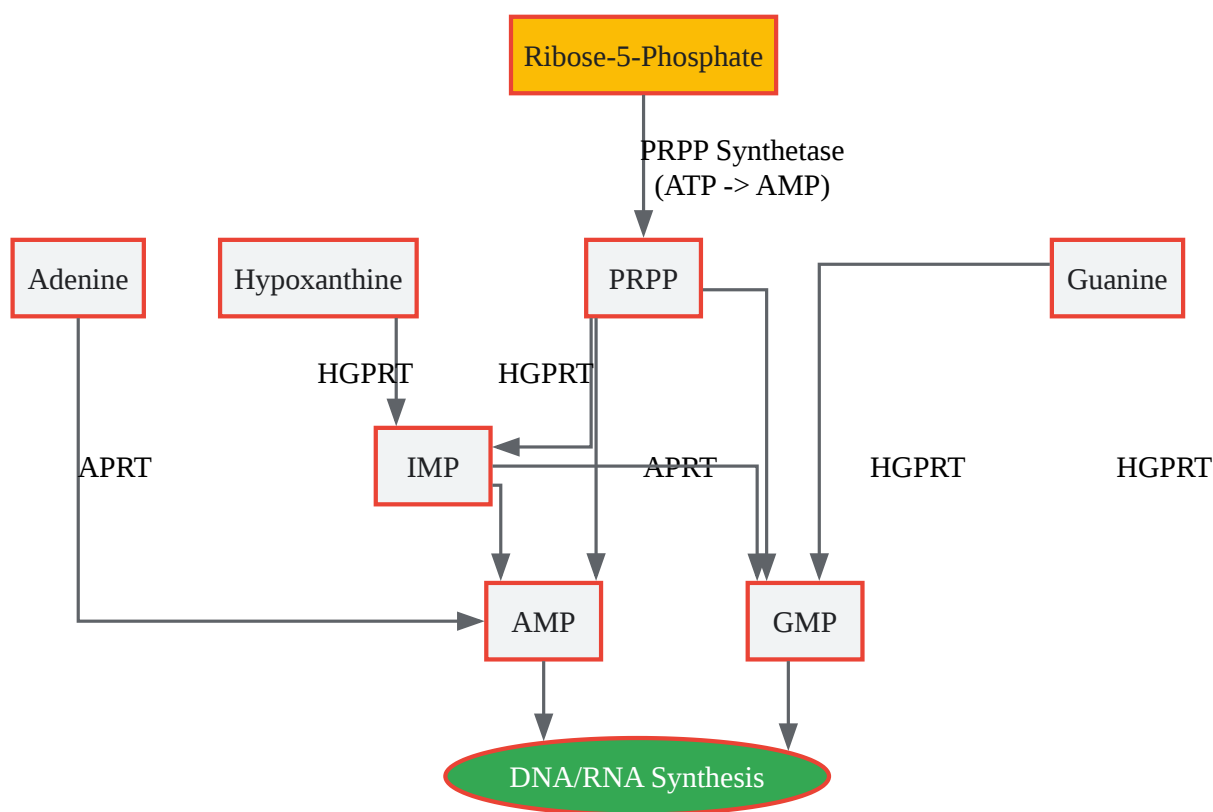 Ribose-5-Phosphate
PRPP Synthetase
(ATP -> AMP)
Adenine
Hypoxanthine
PRPP
Guanine
HGPRT
HGPRT
APRT
IMP
APRT
HGPRT
HGPRT
AMP
GMP
DNA/RNA Synthesis